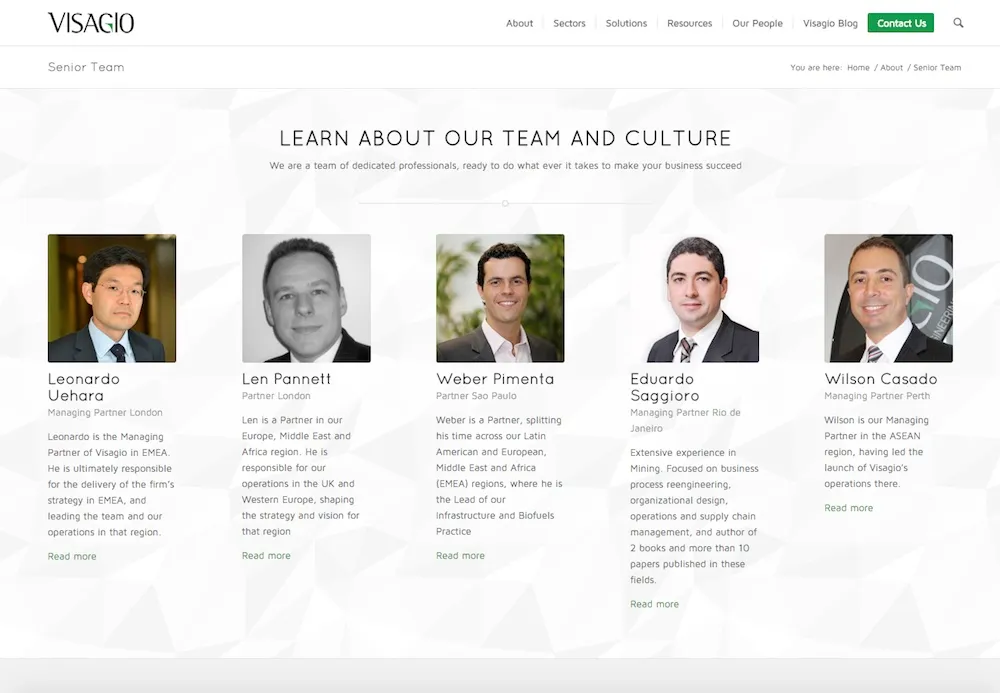 VISAGIO
About Sectors Solutions Resources Our People Visagio Blog Contact Us
Senior Team
You are here: Home / About / Senior Team
LEARN ABOUT OUR TEAM AND CULTURE
We are a team of dedicated professionals, ready to do what ever it takes to make your business succeed
Leonardo
Uehara
Managing Partner London
Leonardo is the Managing
Partner of Visagio in EMEA.
He is ultimately responsible
for the delivery of the firm's
strategy in EMEA, and
leading the team and our
operations in that region.
Read more
Len Pannett
Partner London
Len is a Partner in our
Europe, Middle East and
Africa region. He is
responsible for our
operations in the UK and
Western Europe, shaping
the strategy and vision for
that region
Read more
Weber Pimenta
Partner Sao Paulo
Weber is a Partner, splitting
his time across our Latin
American and European,
Middle East and Africa
(EMEA) regions, where he is
the Lead of our
Infrastructure and Biofuels
Practice
Read more
Eduardo
Saggioro
Managing Partner Rio de
Janeiro
Extensive experience in
Mining. Focused on business
process reengineering,
organizational design,
operations and supply chain
management, and author of
2 books and more than 10
papers published in these
fields.
Read more
GIO
NEERIN
Wilson Casado
Managing Partner Perth
Wilson is our Managing
Partner in the ASEAN
region, having led the
launch of Visagio's
operations there.
Read more